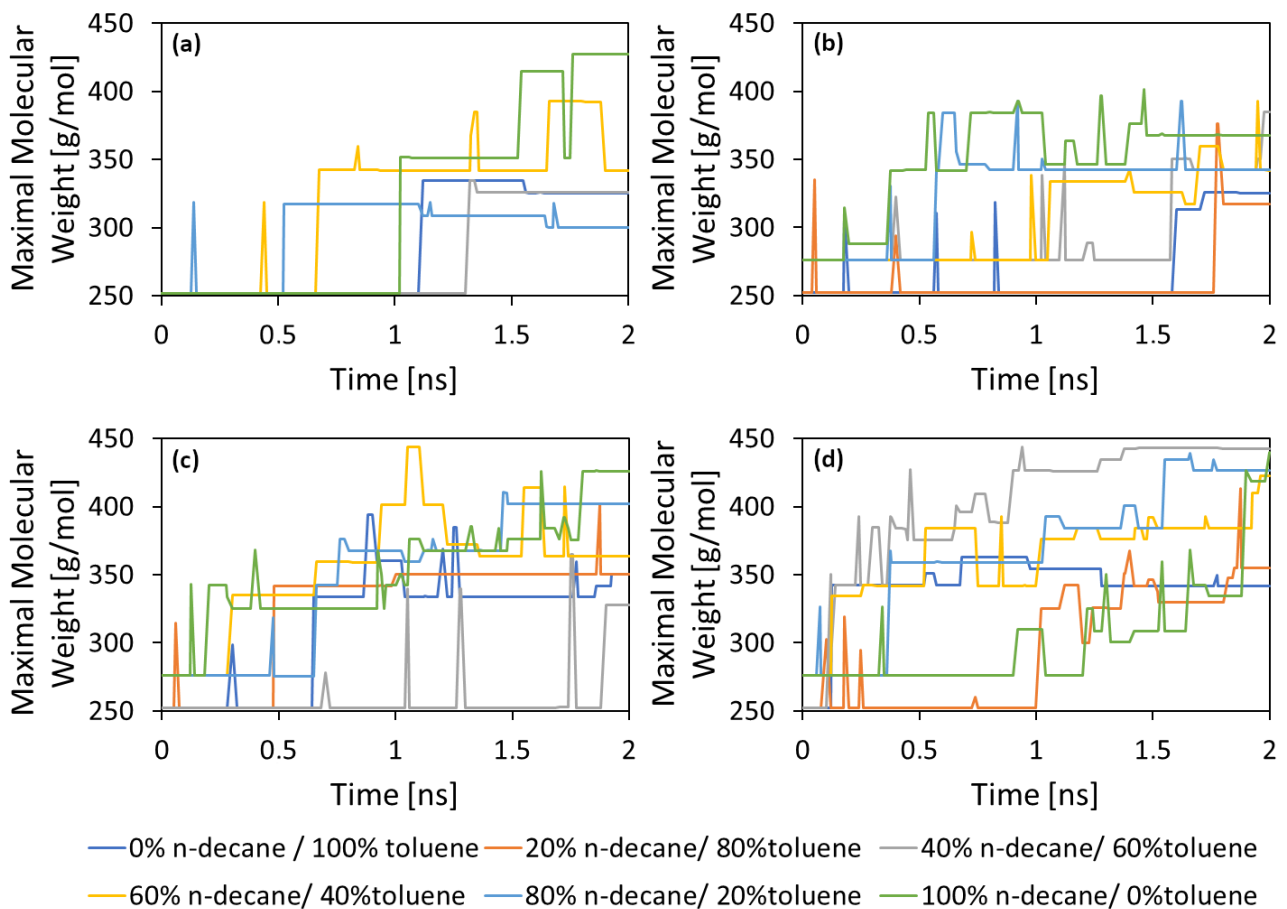 (a)
Maximal Molecular
Weight [g/mol]
450
400
350
300
250
0
0.5
1
1.5
2
Time [ns]
(b)
Maximal Molecular
Weight [g/mol]
450
400
350
300
250
0
0.5
1
1.5
2
Time [ns]
(c)
Maximal Molecular
Weight [g/mol]
450
400
350
300
250
0
0.5
1
1.5
2
Time [ns]
(d)
Maximal Molecular
Weight [g/mol]
450
400
350
300
250
0
0.5
1
1.5
2
Time [ns]
0% n-decane / 100% toluene
20% n-decane/ 80%toluene
40% n-decane/ 60%toluene
60% n-decane/ 40%toluene
80% n-decane/ 20%toluene
100% n-decane/ 0%toluene